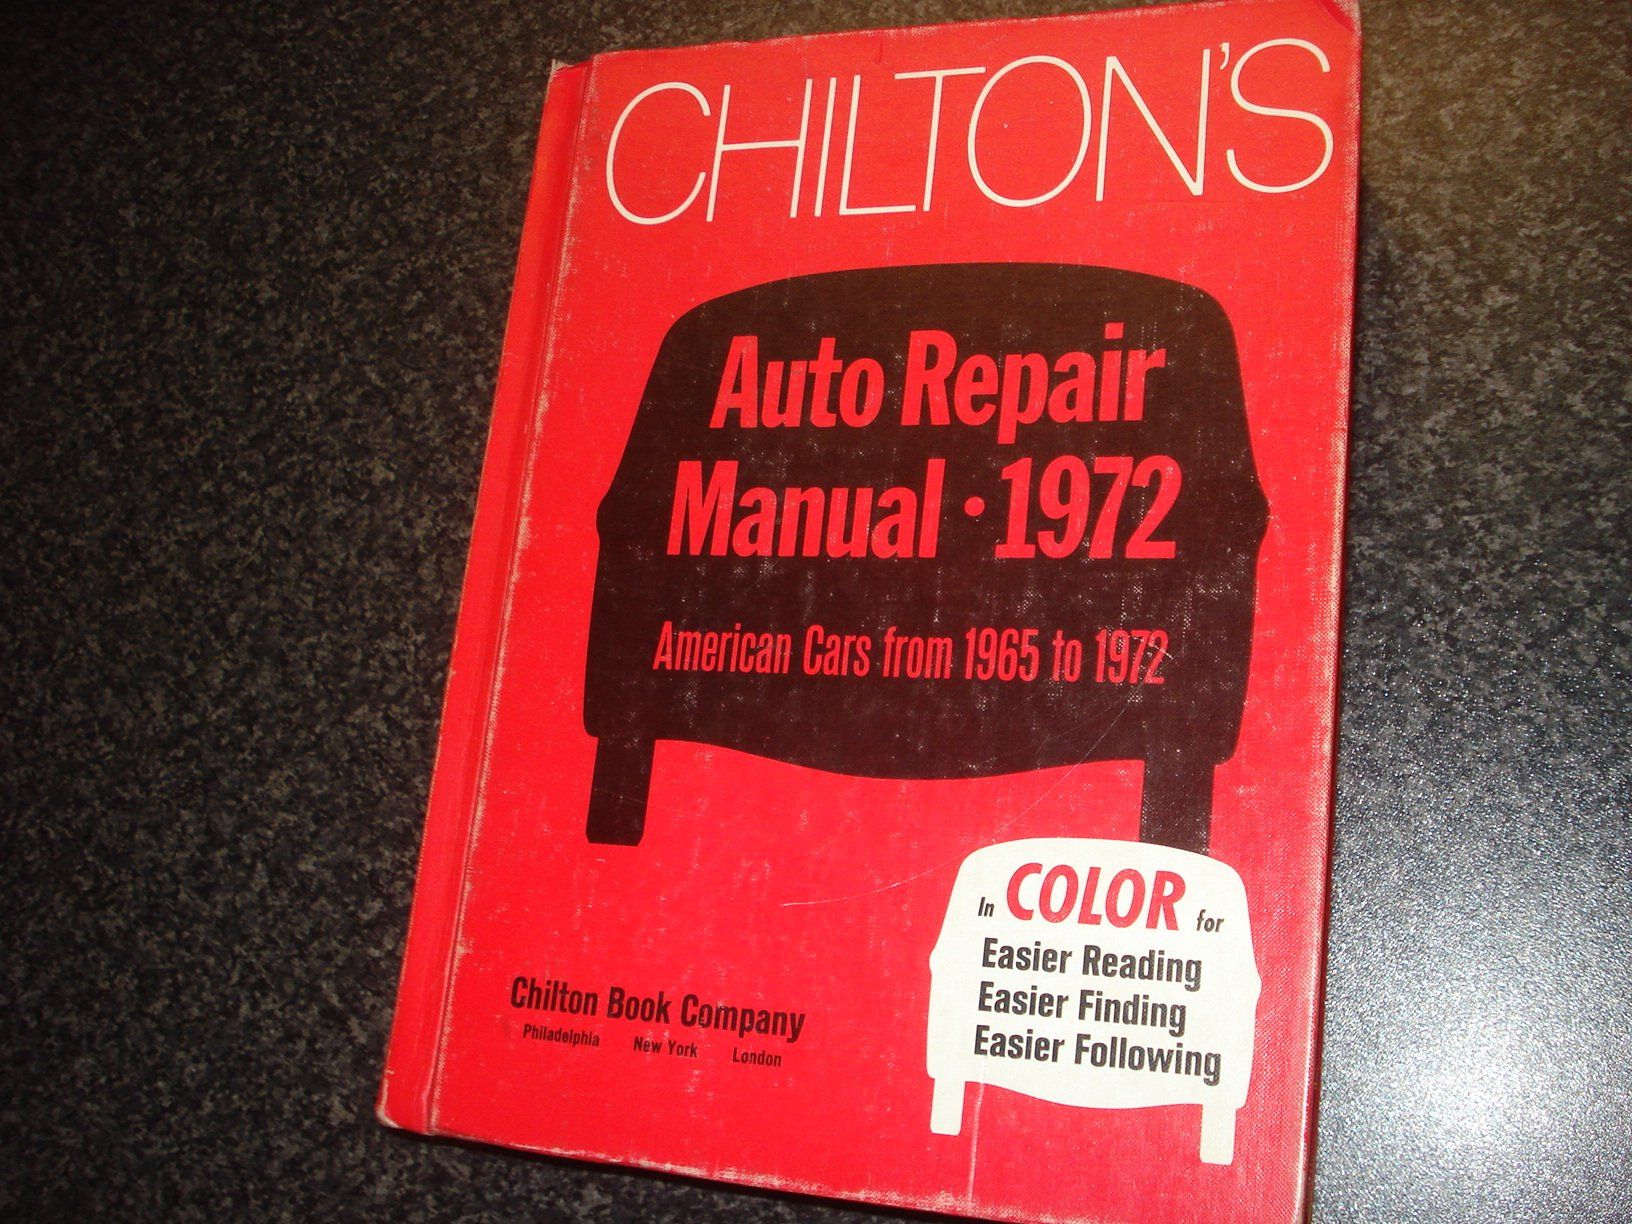 CHILTON'S
Auto Repair
Manual · 1972
American Cars from 1965 to 1972
In COLOR for
Easier Reading
Easier Finding
Easier Following
Chilton Book Company
Philadelphia New York London